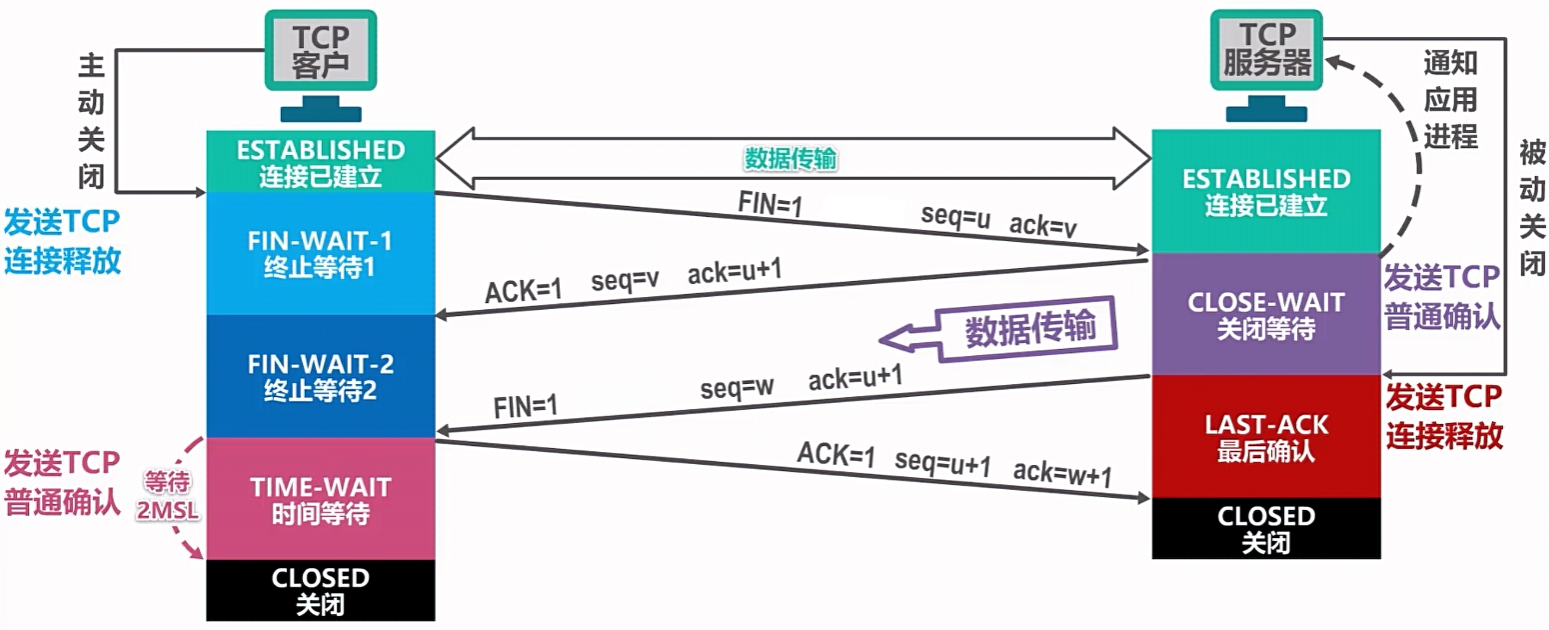 TCP
客户
TCP
服务器
主动关闭
通知
应用
进程
被动关闭
ESTABLISHED
连接已建立
数据传输
ESTABLISHED
连接已建立
发送TCP
连接释放
FIN=1 seq=u ack=v
FIN-WAIT-1
终止等待1
ACK=1 seq=v ack=u+1
CLOSE-WAIT
关闭等待
发送TCP
普通确认
数据传输
FIN-WAIT-2
终止等待2
FIN=1 seq=w ack=u+1
LAST-ACK
最后确认
发送TCP
连接释放
发送TCP
普通确认
等待
2MSL
TIME-WAIT
时间等待
ACK=1 seq=u+1 ack=w+1
CLOSED
关闭
CLOSED
关闭